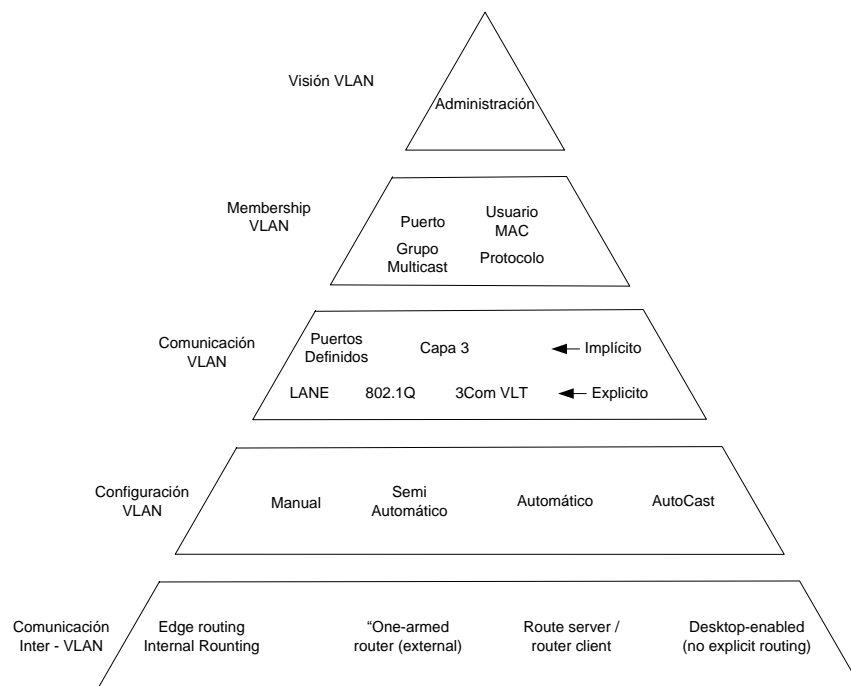 Visión VLAN
Administración
Membership
VLAN
Puerto
Usuario
MAC
Grupo
Multicast
Protocolo
Comunicación
VLAN
Puertos
Definidos
Capa 3
Implícito
LANE
802.1Q
3Com VLT
Explicito
Configuración
VLAN
Manual
Semi
Automático
Automático
AutoCast
Comunicación
Inter - VLAN
Edge routing
Internal Rounting
“One-armed
router (external)
Route server /
router client
Desktop-enabled
(no explicit routing)